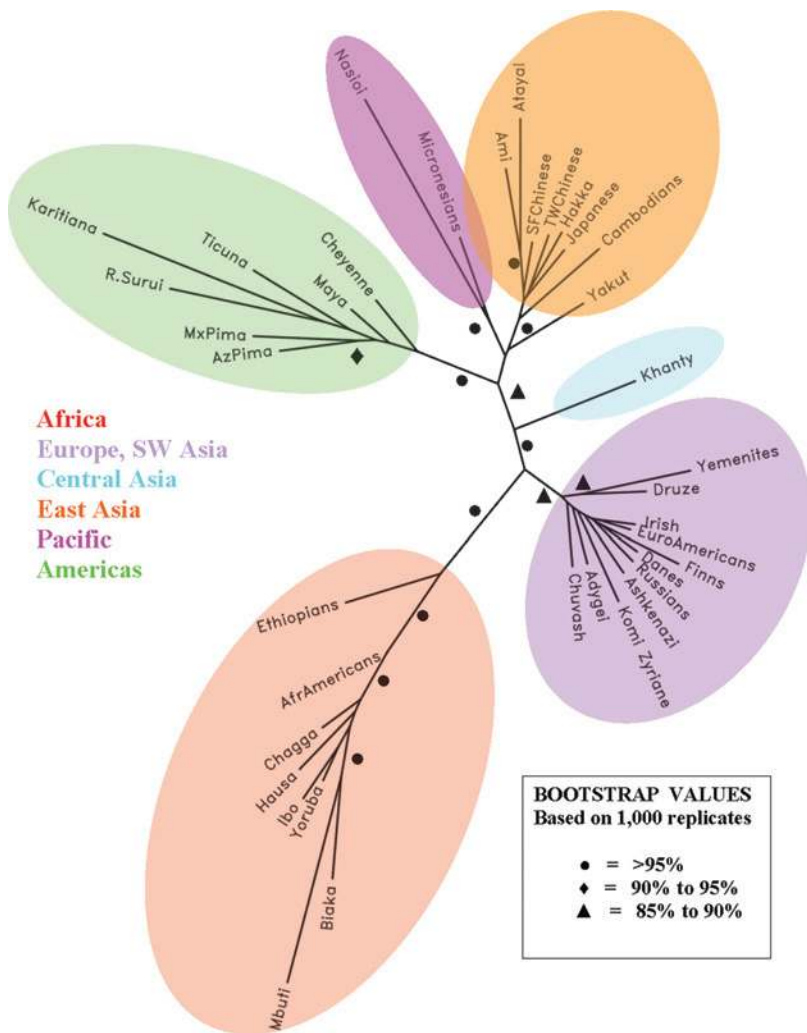 Nasioi
Micronesians
Atayal
Ami
SFChinese
TWChinese
Hakka
Japanese
Cambodians
Yakut
Karitiana
R.Surui
Ticuna
Cheyenne
Maya
MxPima
AzPima
Khanty
Africa
Europe, SW Asia
Central Asia
East Asia
Pacific
Americas
Yemenites
Druze
Irish
EuroAmericans
Finns
Danes
Russians
Ashkenazi
Komi Zyriane
Adygei
Chuvash
Ethiopians
AfrAmericans
Chagga
Hausa
Ibo
Yoruba
Biaka
Mbuti
BOOTSTRAP VALUES
Based on 1,000 replicates
● = >95%
♦ = 90% to 95%
▲ = 85% to 90%